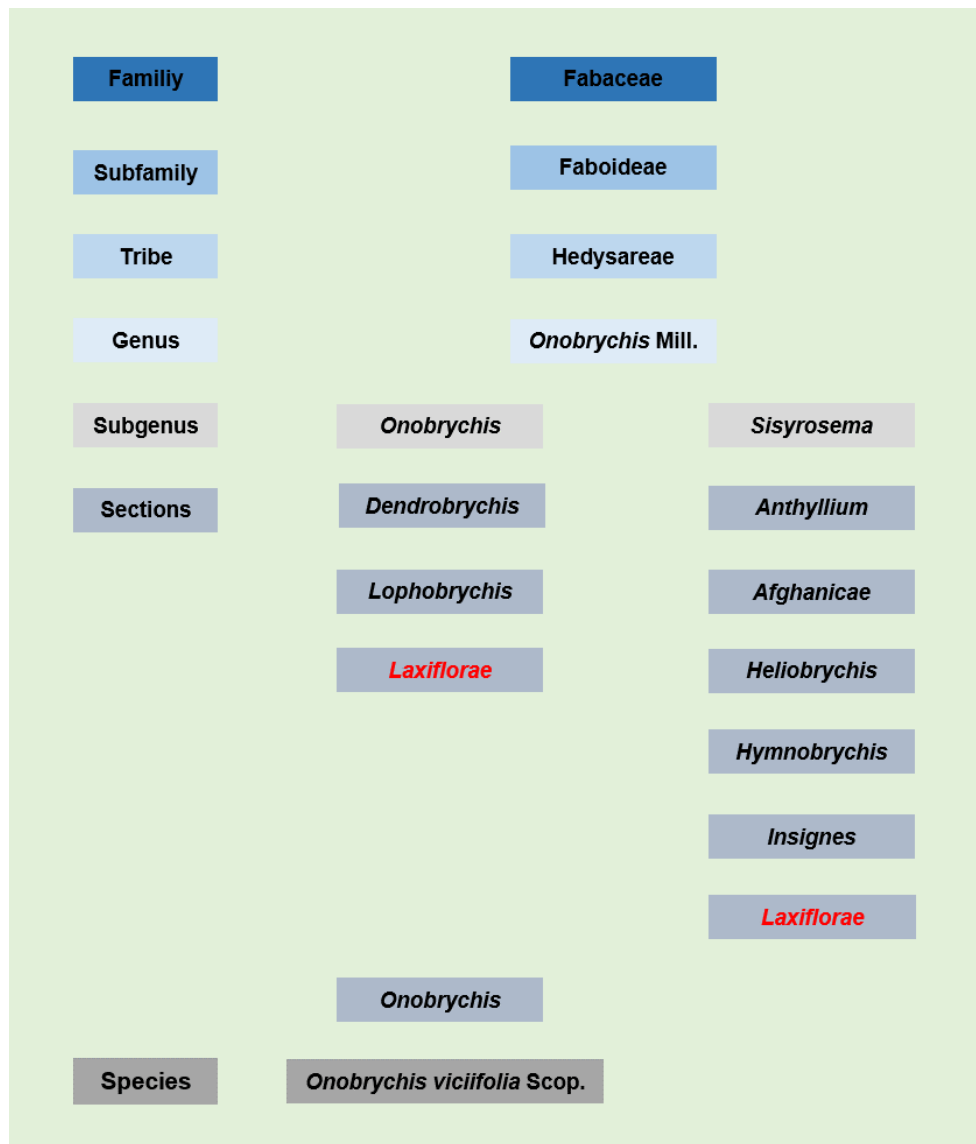 Familiy Fabaceae
Subfamily Faboideae
Tribe Hedysareae
Genus Onobrychis Mill.
Subgenus Onobrychis Sisyrosema
Sections Dendrobrychis Anthyllium
Lophobrychis Afghanicae
Laxiflorae Heliobrychis
Hymnobrychis
Insignes
Laxiflorae
Onobrychis
Species Onobrychis viciifolia Scop.